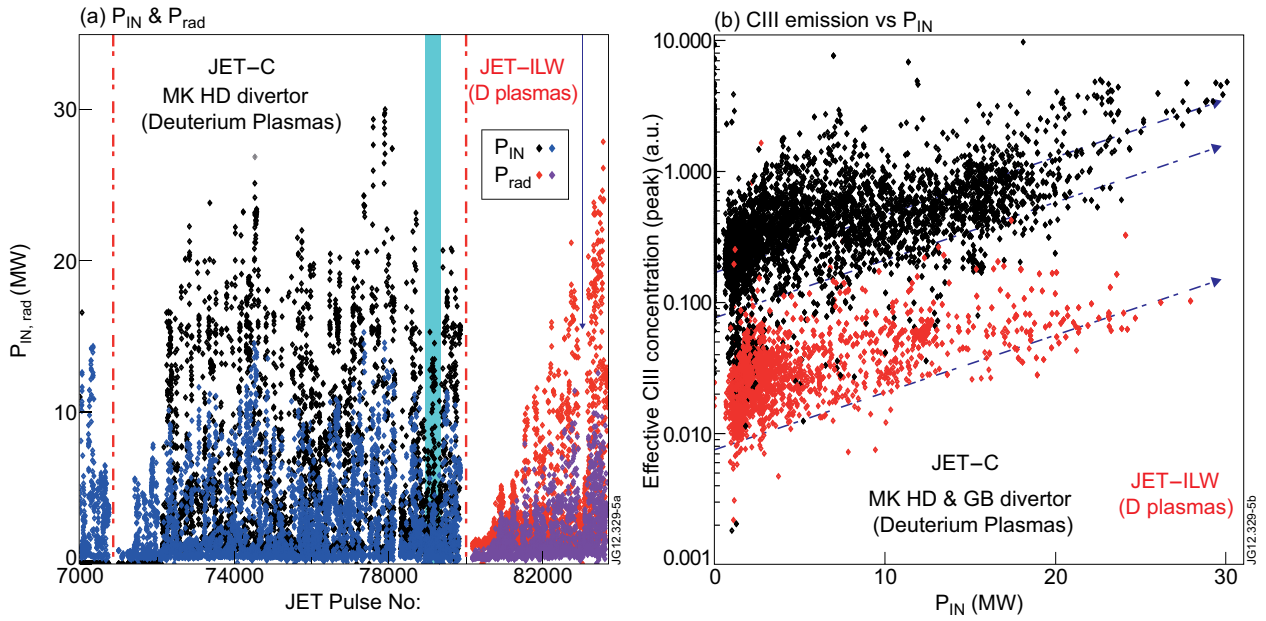 (a) P_IN & P_rad
JET–C
MK HD divertor
(Deuterium Plasmas)
JET–ILW
(D plasmas)
P_IN
P_rad
30
20
10
0
P_IN, rad (MW)
7000
74000
78000
82000
JET Pulse No:
JG12.329-5a
(b) CIII emission vs P_IN
10.000
1.000
0.100
0.010
0.001
Effective CIII concentration (peak) (a.u.)
JET–C
MK HD & GB divertor
(Deuterium Plasmas)
JET–ILW
(D plasmas)
0
10
20
30
P_IN (MW)
JG12.329-5b